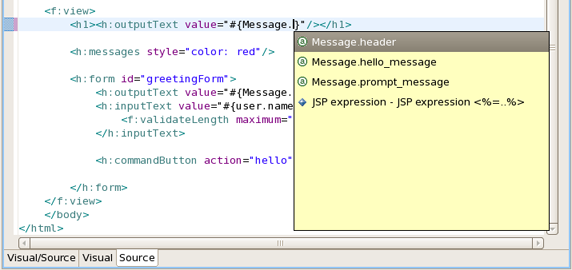 <f:view>
<h1><h:outputText value="#{Message.}"/></h1>
<h:messages style="color: red"/>
<h:form id="greetingForm">
<h:outputText value="#{Message.
<h:inputText value="#{user.name
<f:validateLength maximum="
</h:inputText>
<h:commandButton action="hello"
</h:form>
</f:view>
</body>
</html>
Message.header
Message.hello_message
Message.prompt_message
JSP expression - JSP expression <%=..%>
Visual/Source Visual Source